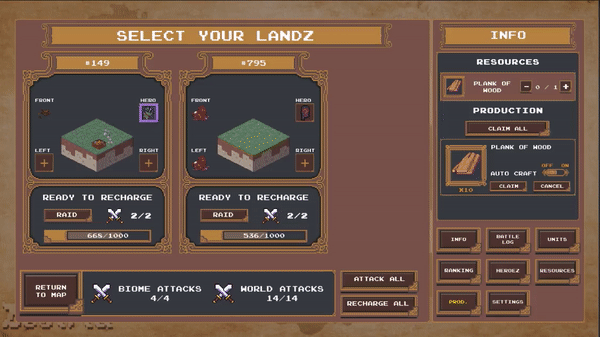 SELECT YOUR LANDZ
#149
FRONT
HERO
LEFT
RIGHT
READY TO RECHARGE
RAID
2/2
668/1000
#795
FRONT
HERO
LEFT
RIGHT
READY TO RECHARGE
RAID
2/2
536/1000
RETURN
TO MAP
BIOME ATTACKS
4/4
WORLD ATTACKS
14/14
ATTACK ALL
RECHARGE ALL
INFO
RESOURCES
PLANK OF
WOOD
- 0 / 1 +
PRODUCTION
CLAIM ALL
PLANK OF WOOD
OFF ON
AUTO CRAFT
X10
CLAIM
CANCEL
INFO
BATTLE
LOG
UNITS
RANKING
HEROEZ
RESOURCES
PROD.
SETTINGS